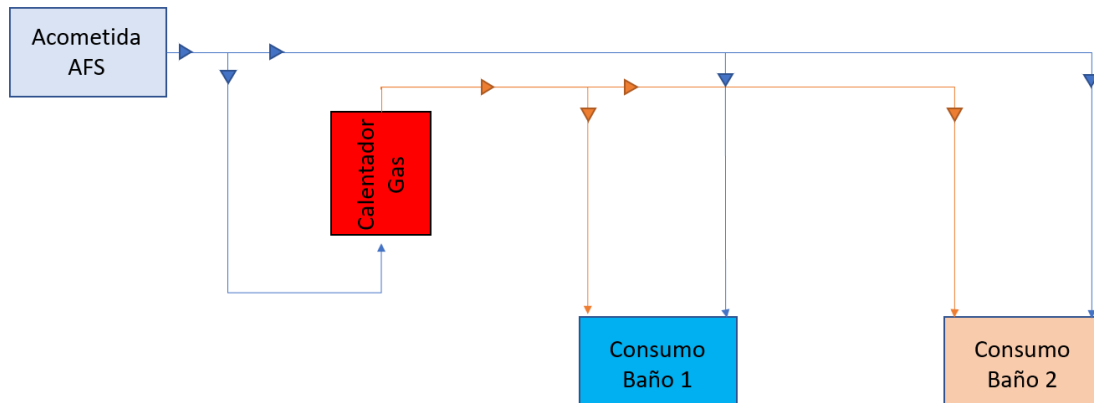 Acometida
AFS
Calentador
Gas
Consumo
Baño 1
Consumo
Baño 2